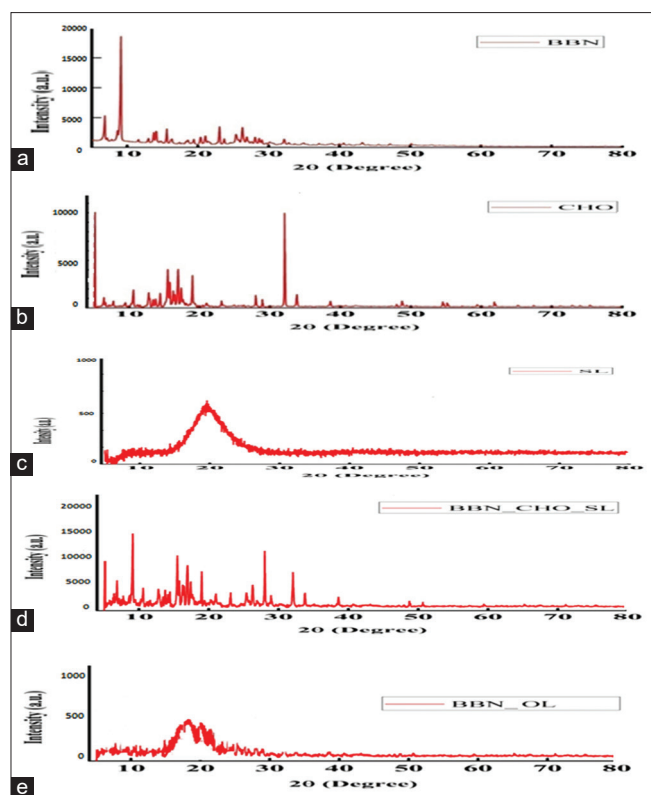 20000
BBN
15000
10000
5000
0
Intensity (a.u.)
a
10 20 30 40 50 60 70 80
2θ (Degree)
10000
CHO
5000
0
Intensity (a.u.)
b
10 20 30 40 50 60 70 80
2θ (Degree)
1000
SL
500
0
Intensity (a.u.)
c
10 20 30 40 50 60 70 80
2θ (Degree)
20000
BBN_CHO_SL
15000
10000
5000
0
Intensity (a.u.)
d
10 20 30 40 50 60 70 80
2θ (Degree)
1000
BBN_OL
500
0
Intensity (a.u.)
e
10 20 30 40 50 60 70 80
2θ (Degree)